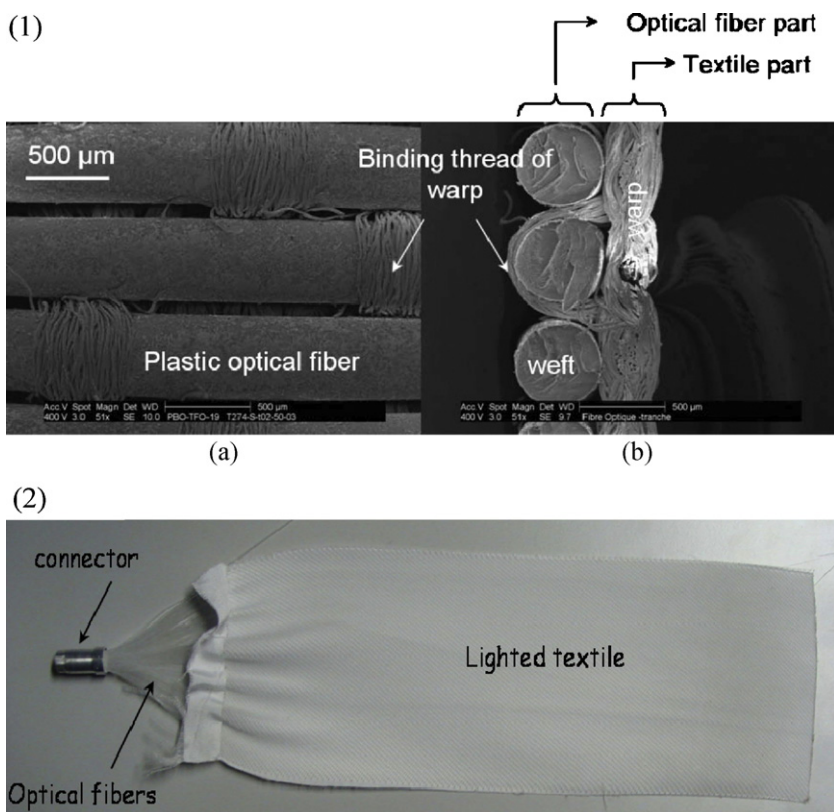 (1)
Optical fiber part
Textile part
500 µm
Binding thread of
warp
warp
Plastic optical fiber
weft
Acc.V Spot Magn Det WD 500 µm
400 V 3.0 51x SE 10.0 PBO-TFO-19 T274-S-t02-50-03
Acc.V Spot Magn Det WD 500 µm
400 V 3.0 51x SE 9.7 Fibre Optique -tranche
(a)
(b)
(2)
connector
Lighted textile
Optical fibers